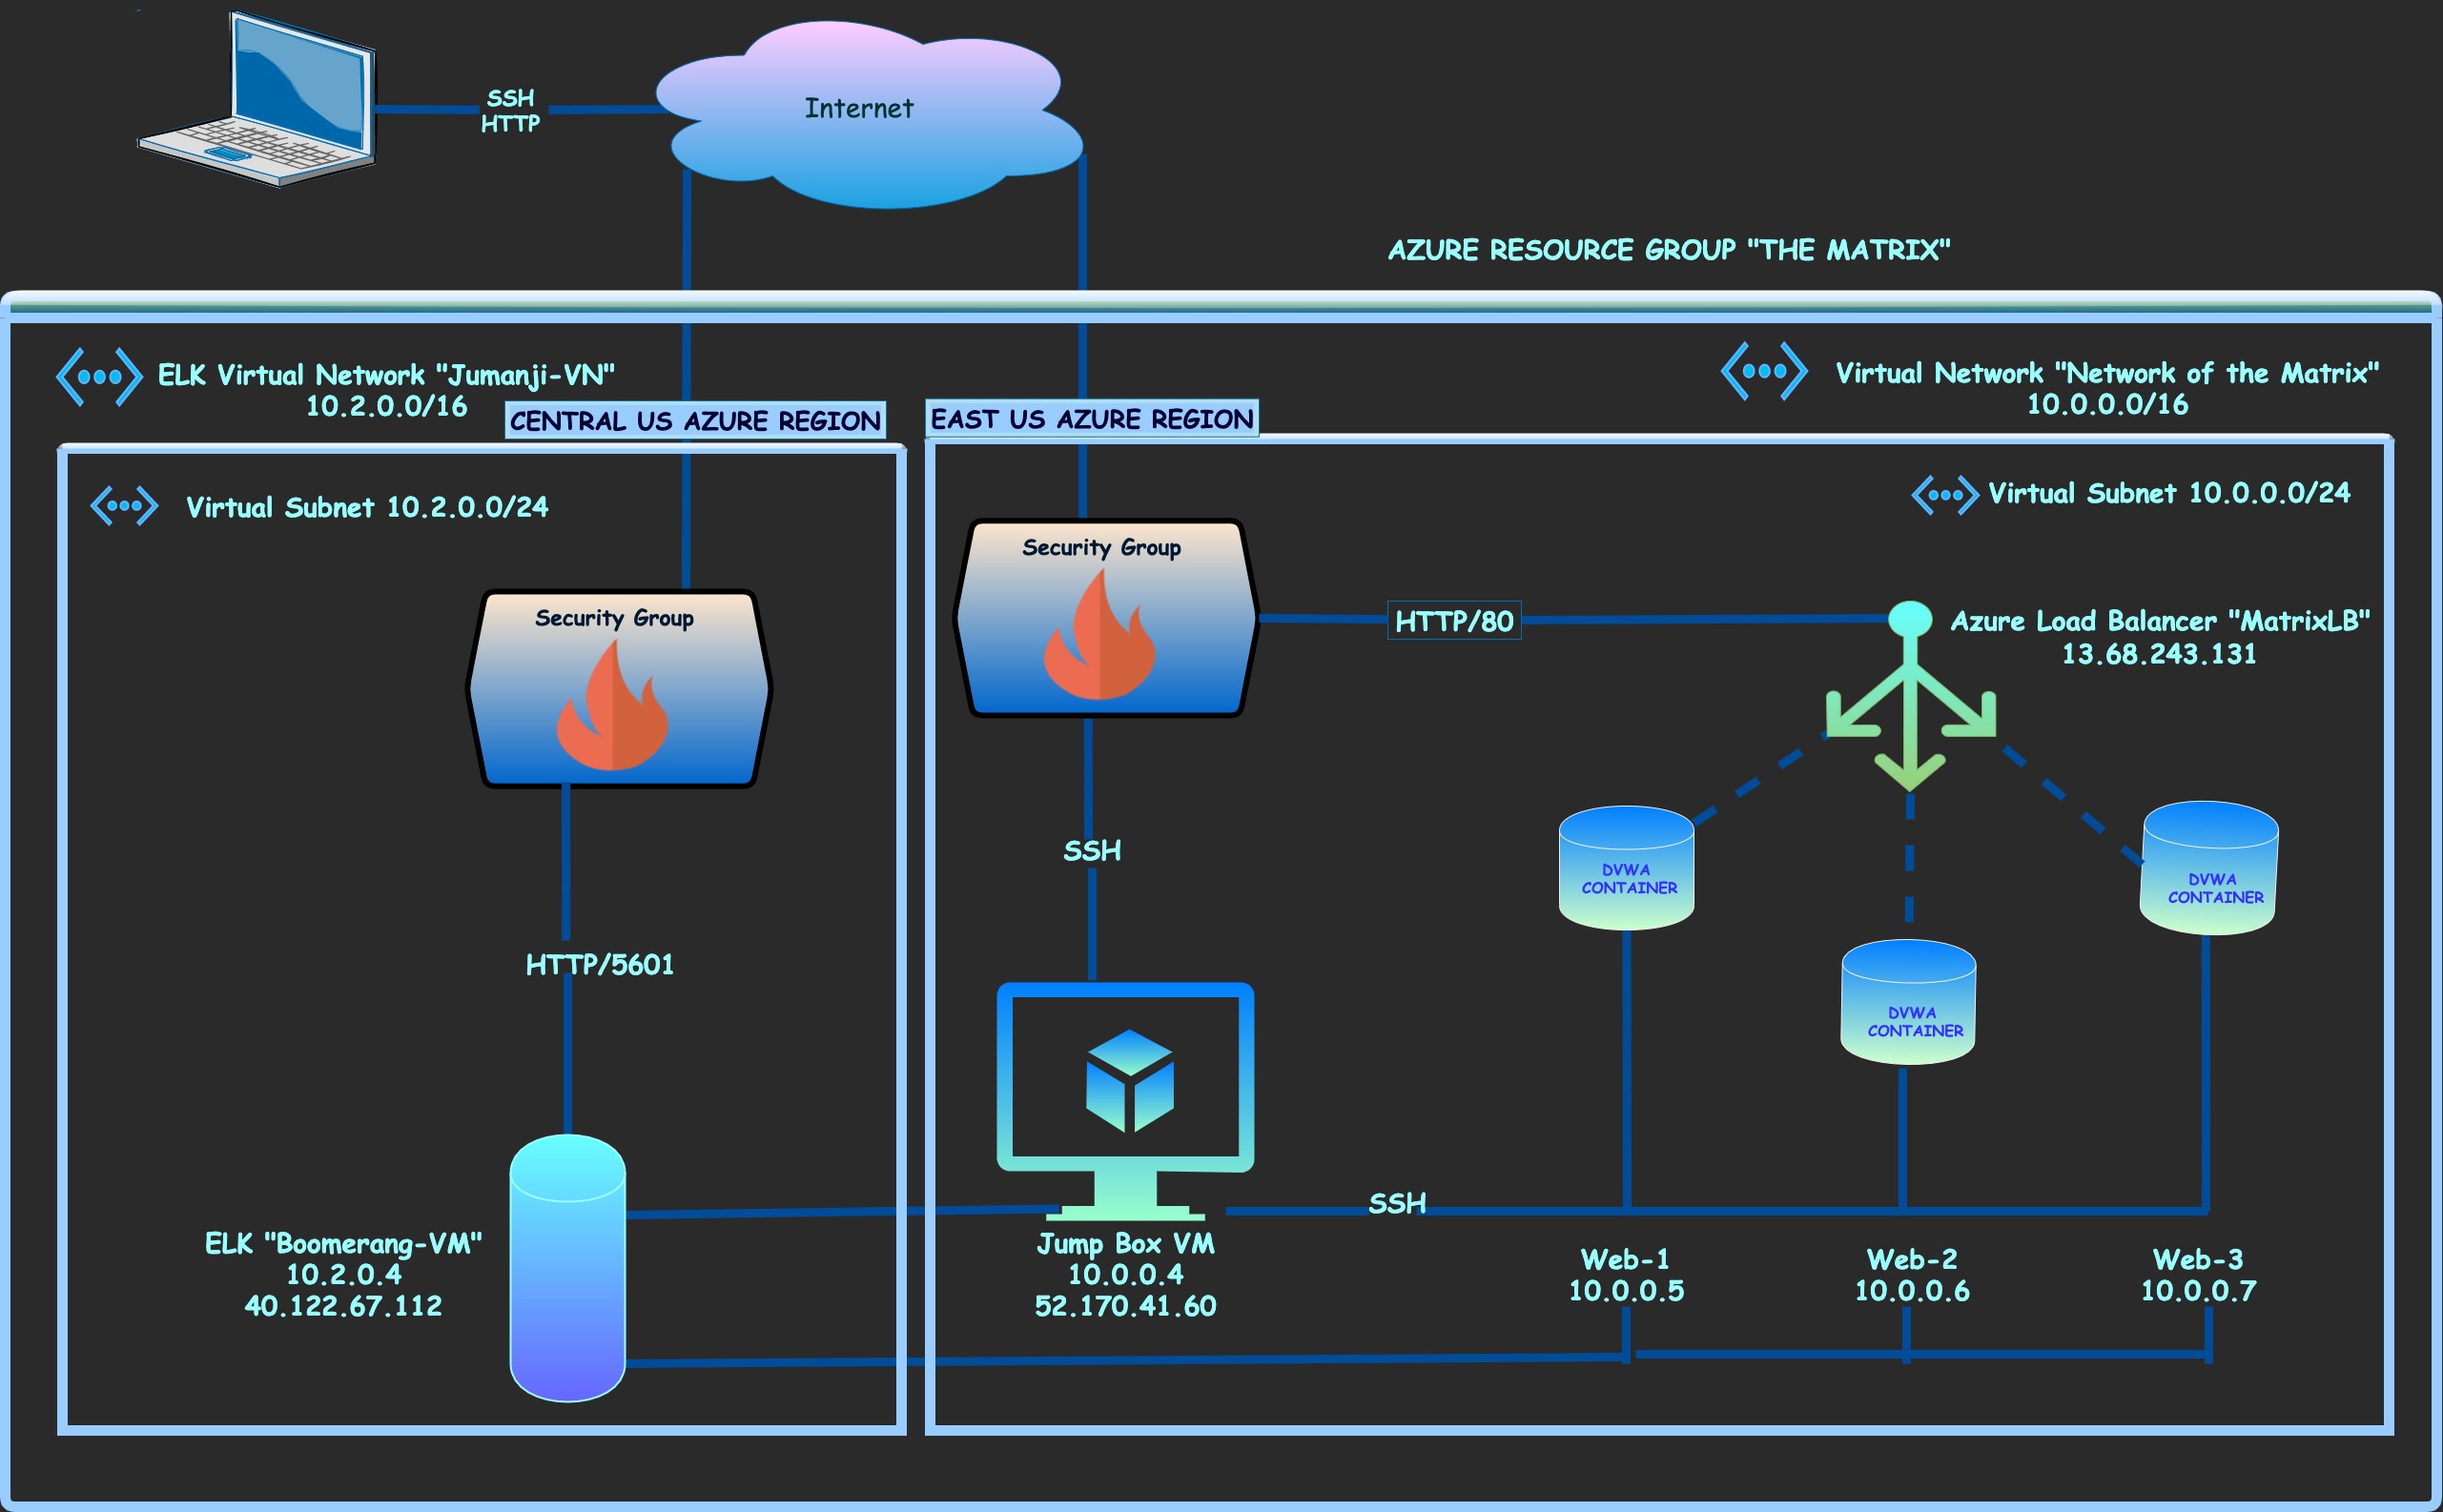 SSH
HTTP
Internet
AZURE RESOURCE GROUP "THE MATRIX"
ELK Virtual Network "Jumanji-VN"
10.2.0.0/16
CENTRAL US AZURE REGION
EAST US AZURE REGION
Virtual Network "Network of the Matrix"
10.0.0.0/16
Virtual Subnet 10.2.0.0/24
Virtual Subnet 10.0.0.0/24
Security Group
Security Group
HTTP/80
Azure Load Balancer "MatrixLB"
13.68.243.131
SSH
DVWA
CONTAINER
DVWA
CONTAINER
DVWA
CONTAINER
HTTP/5601
SSH
ELK "Boomerang-VM"
10.2.0.4
40.122.67.112
Jump Box VM
10.0.0.4
52.170.41.60
Web-1
10.0.0.5
Web-2
10.0.0.6
Web-3
10.0.0.7